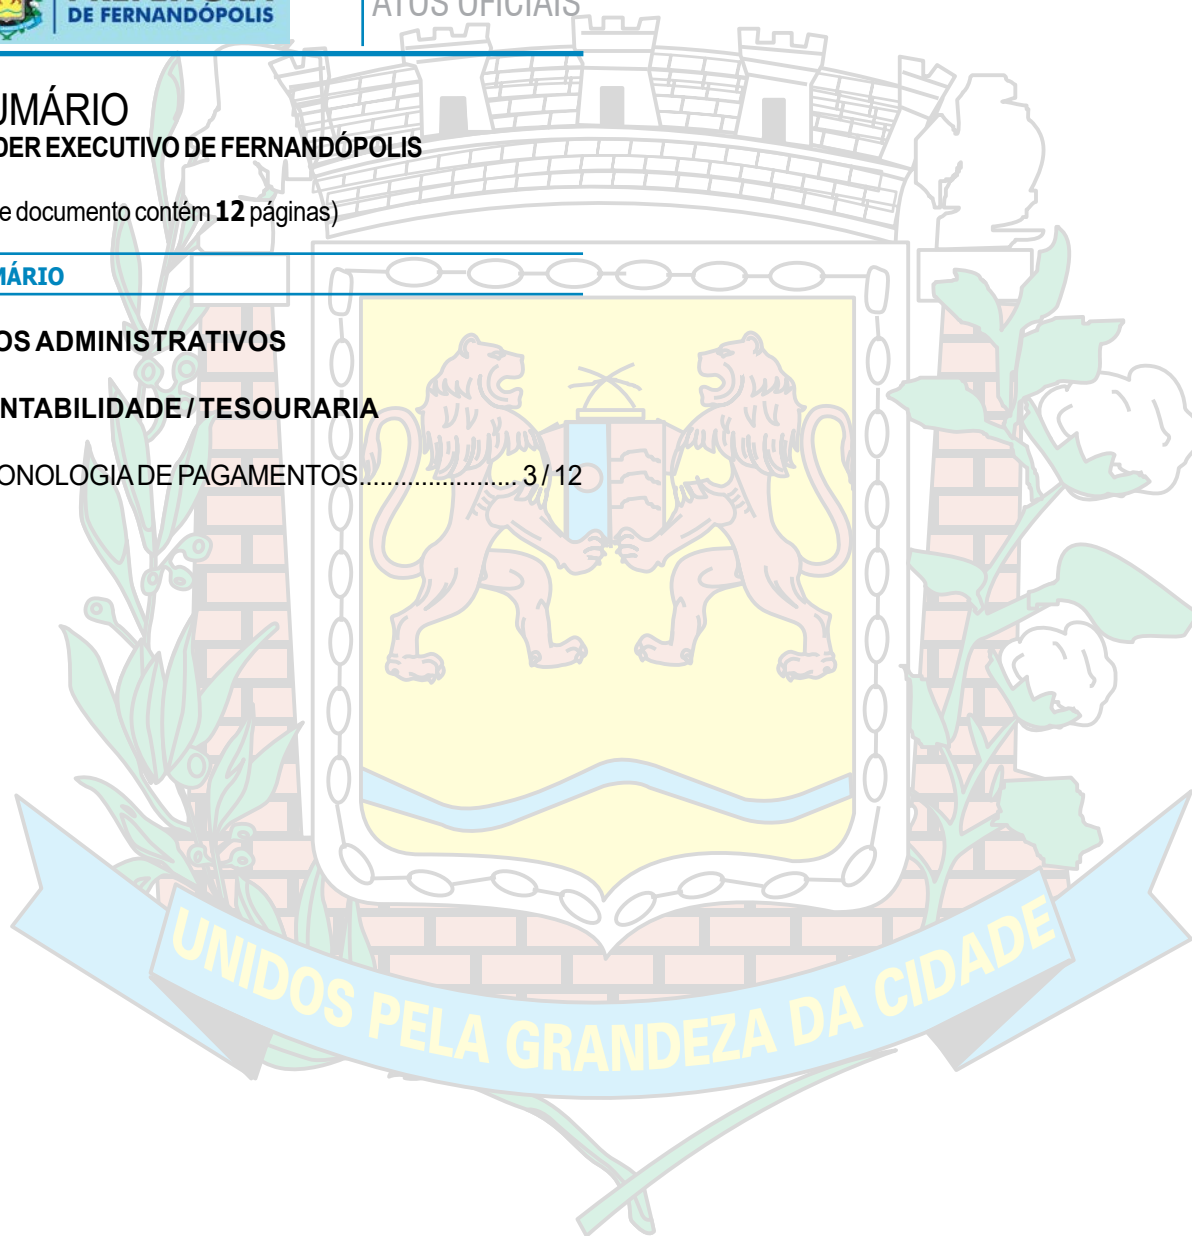 DE FERNANDÓPOLIS
ATOS OFICIAIS
UMÁRIO
DER EXECUTIVO DE FERNANDÓPOLIS
e documento contém 12 páginas)
MÁRIO
OS ADMINISTRATIVOS
NTABILIDADE / TESOURARIA
ONOLOGIA DE PAGAMENTOS....................... 3 / 12
UNIDOS PELA GRANDEZA DA CIDADE